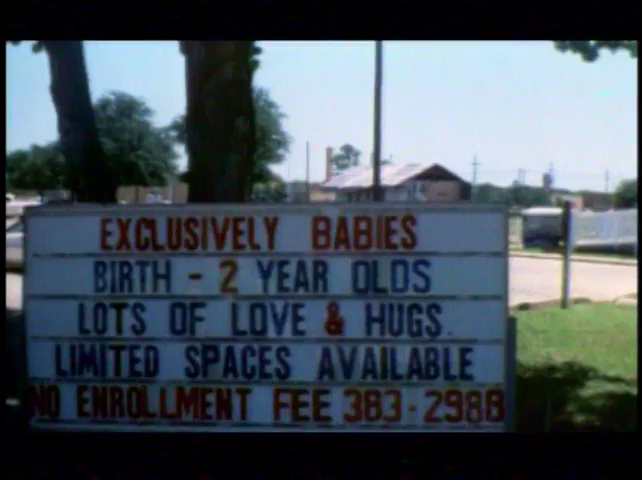 EXCLUSIVELY BABIES
BIRTH - 2 YEAR OLDS
LOTS OF LOVE & HUGS.
LIMITED SPACES AVAILABLE
NO ENROLLMENT FEE 383-2988